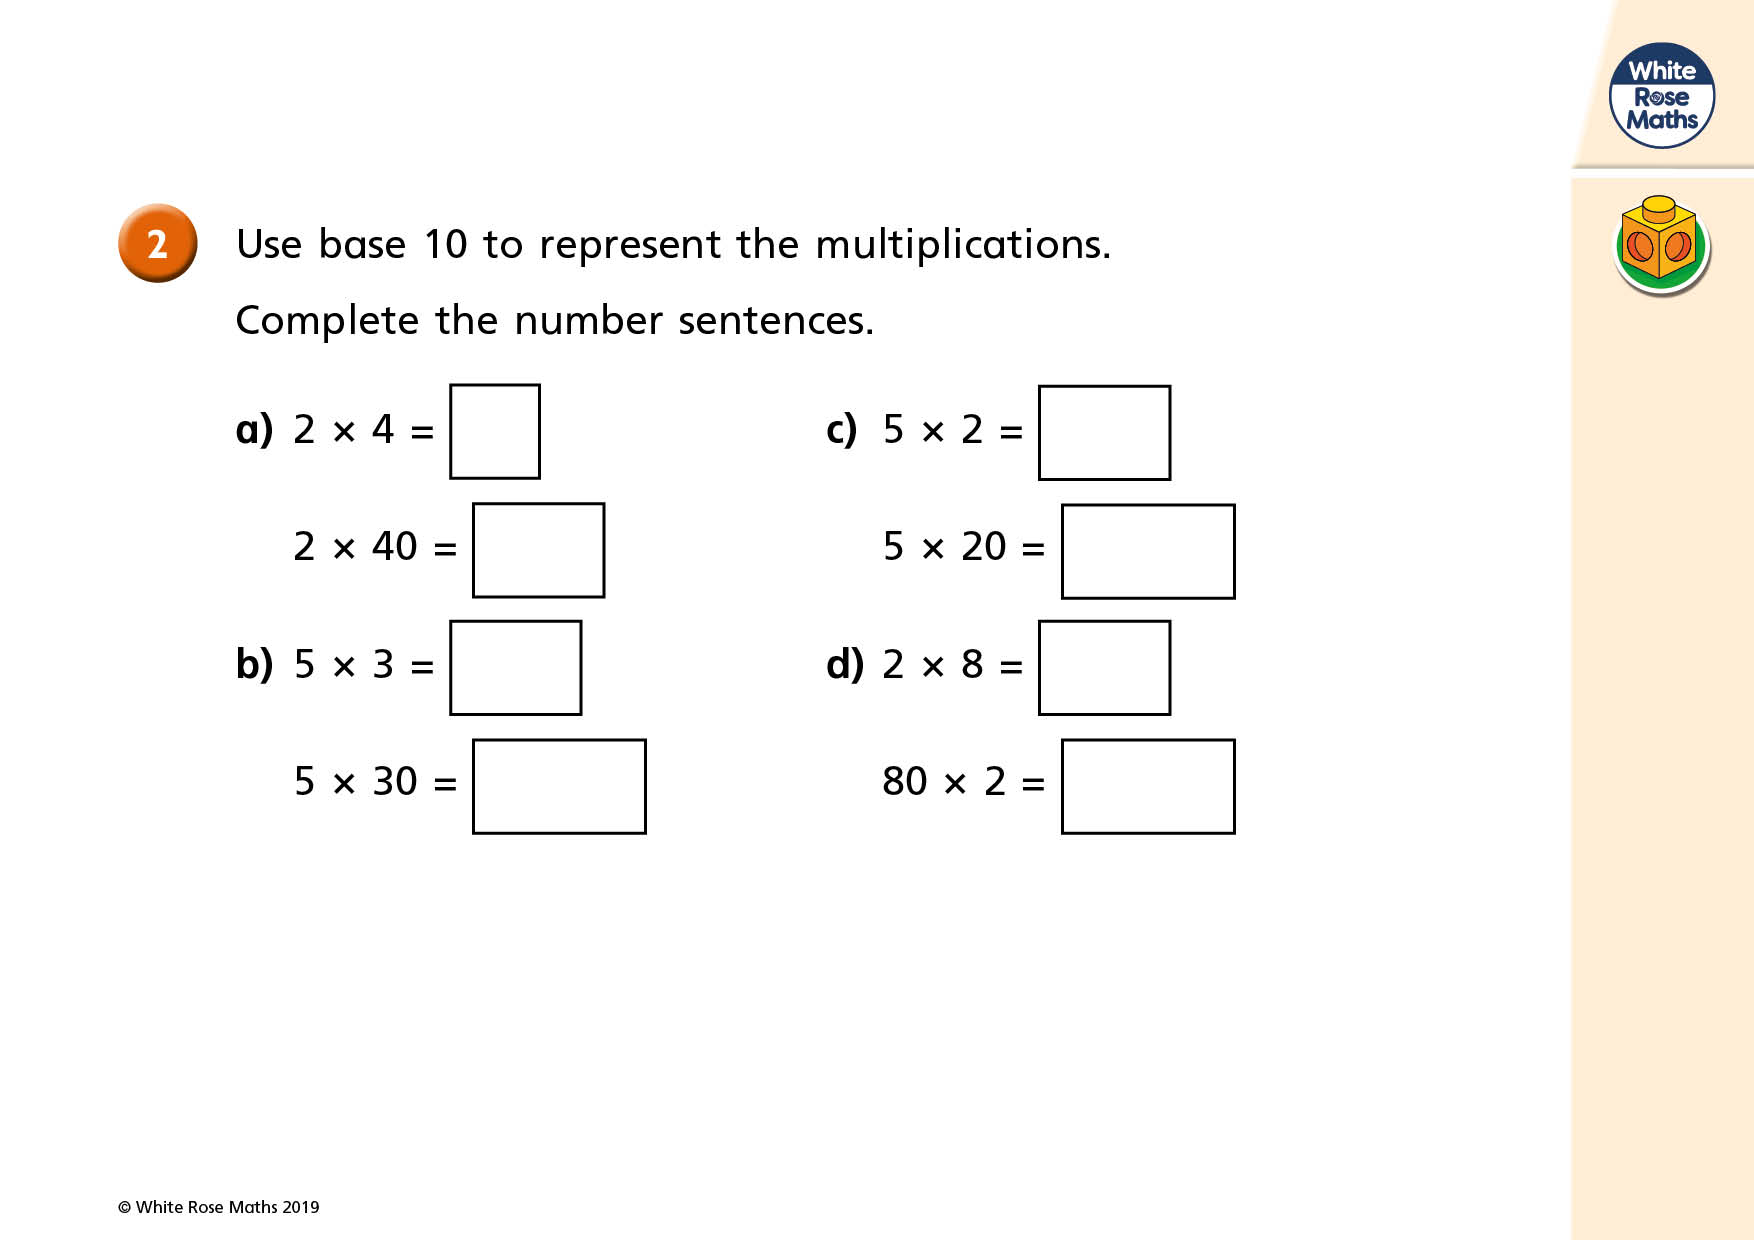 White
Rose
Maths
2
Use base 10 to represent the multiplications.
Complete the number sentences.
a) 2 × 4 =
2 × 40 =
b) 5 × 3 =
5 × 30 =
c) 5 × 2 =
5 × 20 =
d) 2 × 8 =
80 × 2 =
© White Rose Maths 2019